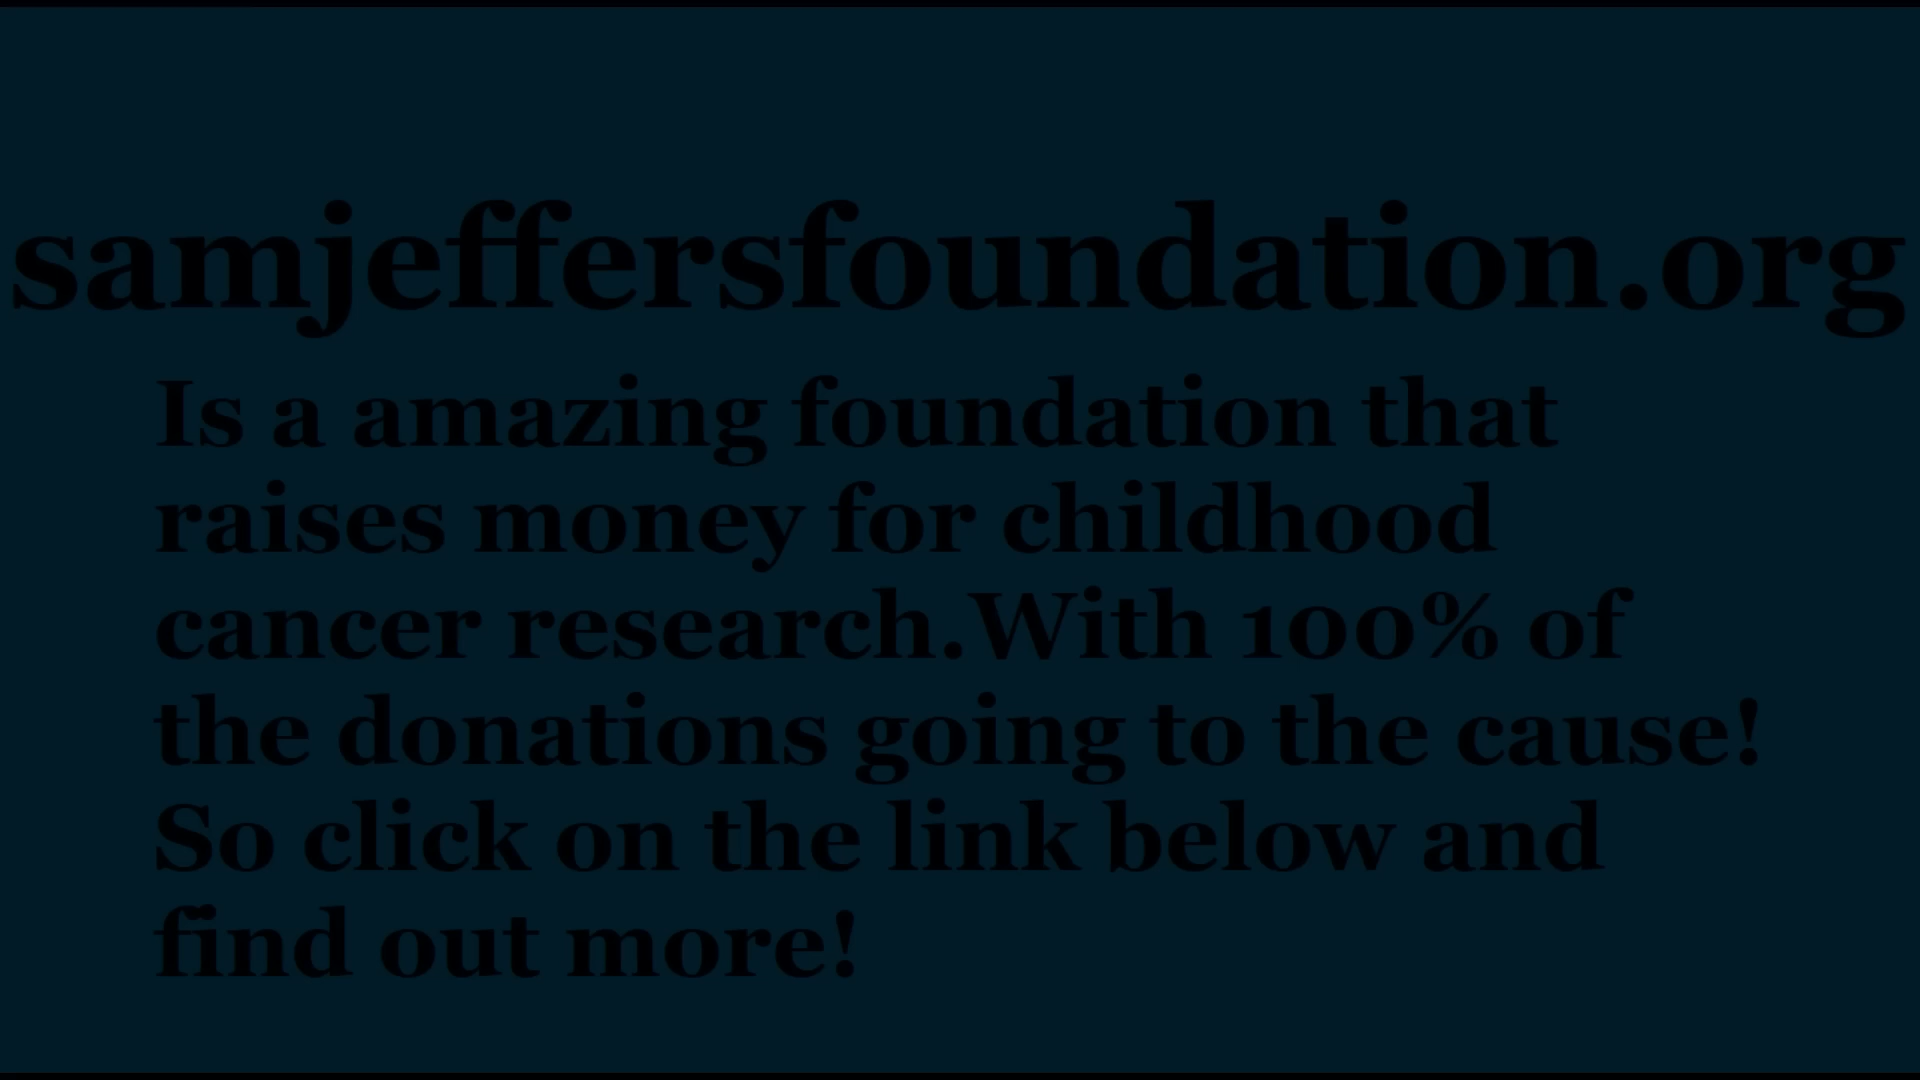 samjeffersfoundation.org
Is a amazing foundation that
raises money for childhood
cancer research.With 100% of
the donations going to the cause!
So click on the link below and
find out more!